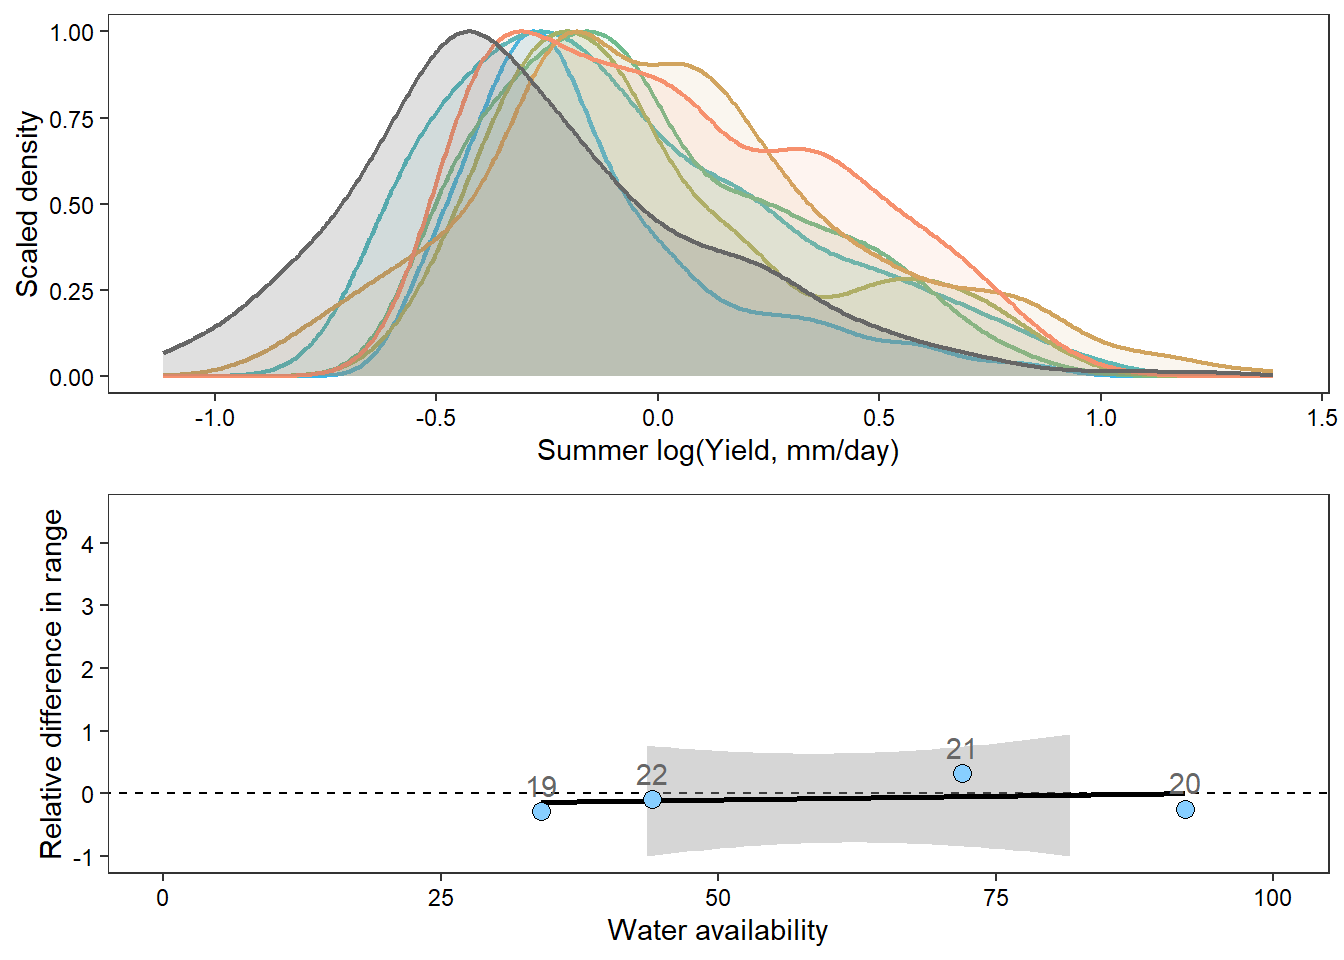 1.00
0.75
0.50
0.25
0.00
Scaled density
-1.0 -0.5 0.0 0.5 1.0 1.5
Summer log(Yield, mm/day)
4
3
2
1
0
-1
Relative difference in range
19 22 21 20
0 25 50 75 100
Water availability